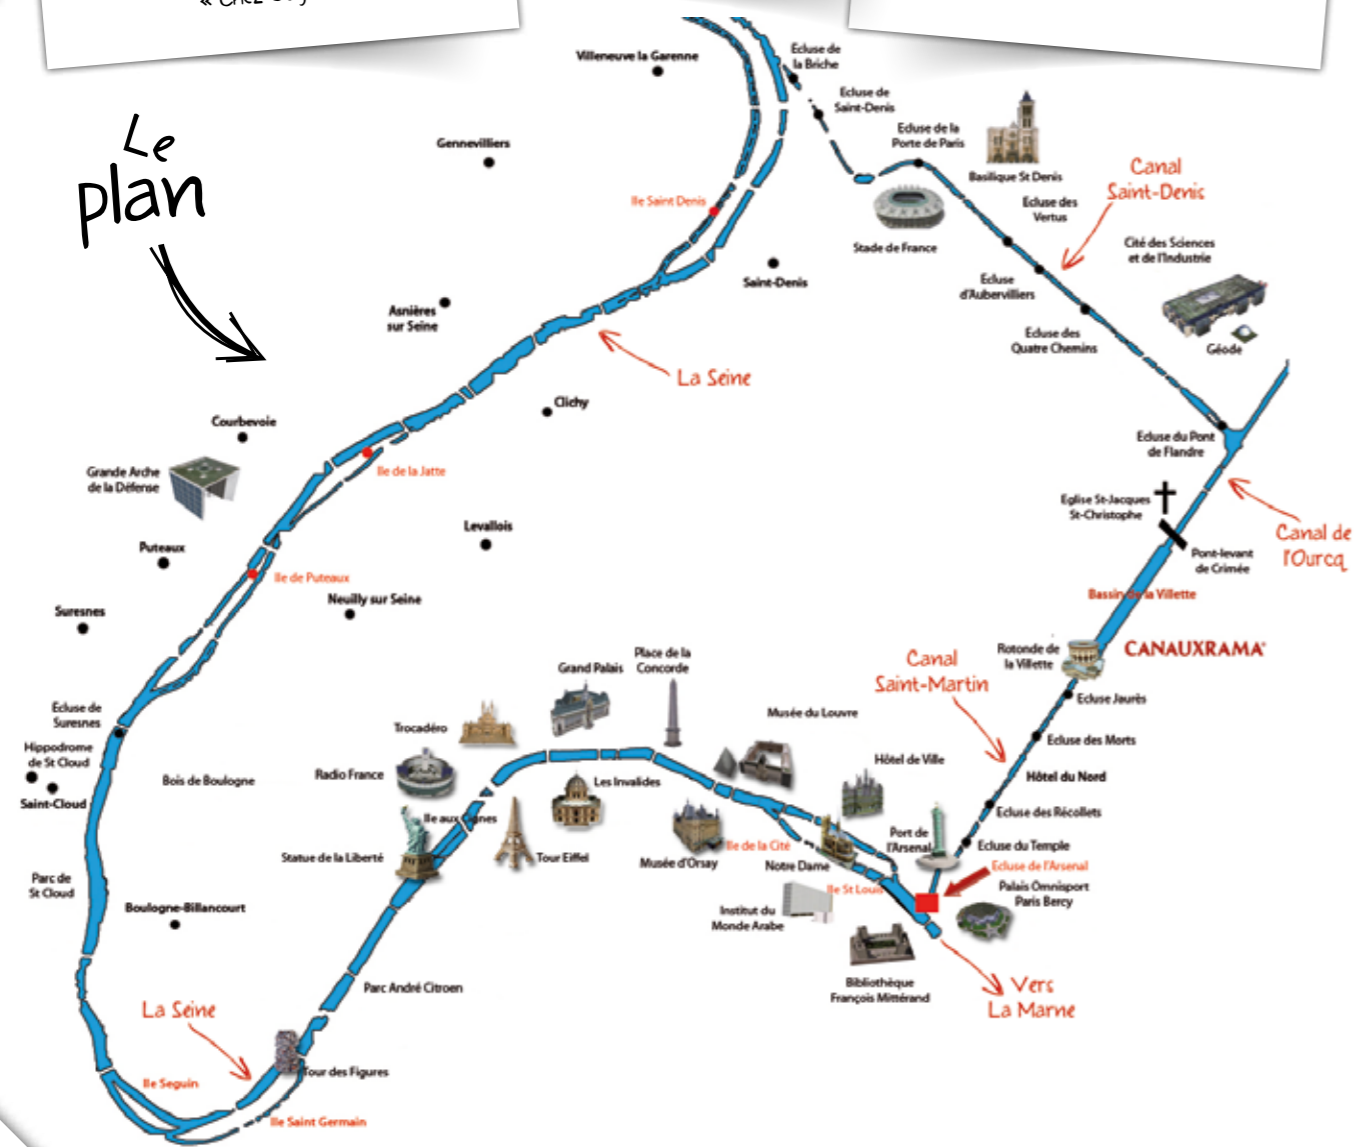 « Chez
Le
plan
Villeneuve la Garenne
Ecluse de
la Briche
Ecluse de
Saint-Denis
Gennevilliers
Ecluse de la
Porte de Paris
Basilique St Denis
Canal
Saint-Denis
Ile Saint Denis
Ecluse des
Vertus
Stade de France
Cité des Sciences
et de l'Industrie
Saint-Denis
Ecluse
d'Aubervilliers
Asnières
sur Seine
Ecluse des
Quatre Chemins
Géode
La Seine
Clichy
Courbevoie
Ecluse du Pont
de Flandre
Grande Arche
de la Défense
Ile de la Jatte
Eglise St-Jacques
St-Christophe
Levallois
Canal de
l'Ourcq
Puteaux
Pont-levant
de Crimée
Ile de Puteaux
Bassin de la Villette
Neuilly sur Seine
Suresnes
Rotonde de
la Villette
CANAUXRAMA®
Place de la
Concorde
Grand Palais
Canal
Saint-Martin
Ecluse Jaurès
Ecluse de
Suresnes
Musée du Louvre
Trocadéro
Ecluse des Morts
Hippodrome
de St Cloud
Hôtel de Ville
Radio France
Bois de Boulogne
Les Invalides
Hôtel du Nord
Saint-Cloud
Ecluse des Récollets
Ile aux Cygnes
Port de
l'Arsenal
Ecluse du Temple
Ile de la Cité
Statue de la Liberté
Tour Eiffel
Musée d'Orsay
Notre Dame
Ecluse de l'Arsenal
Parc de
St Cloud
Ile St Louis
Palais Omnisport
Paris Bercy
Boulogne-Billancourt
Institut du
Monde Arabe
Parc André Citroen
Bibliothèque
François Mittérand
Vers
La Marne
La Seine
Tour des Figures
Ile Seguin
Ile Saint Germain